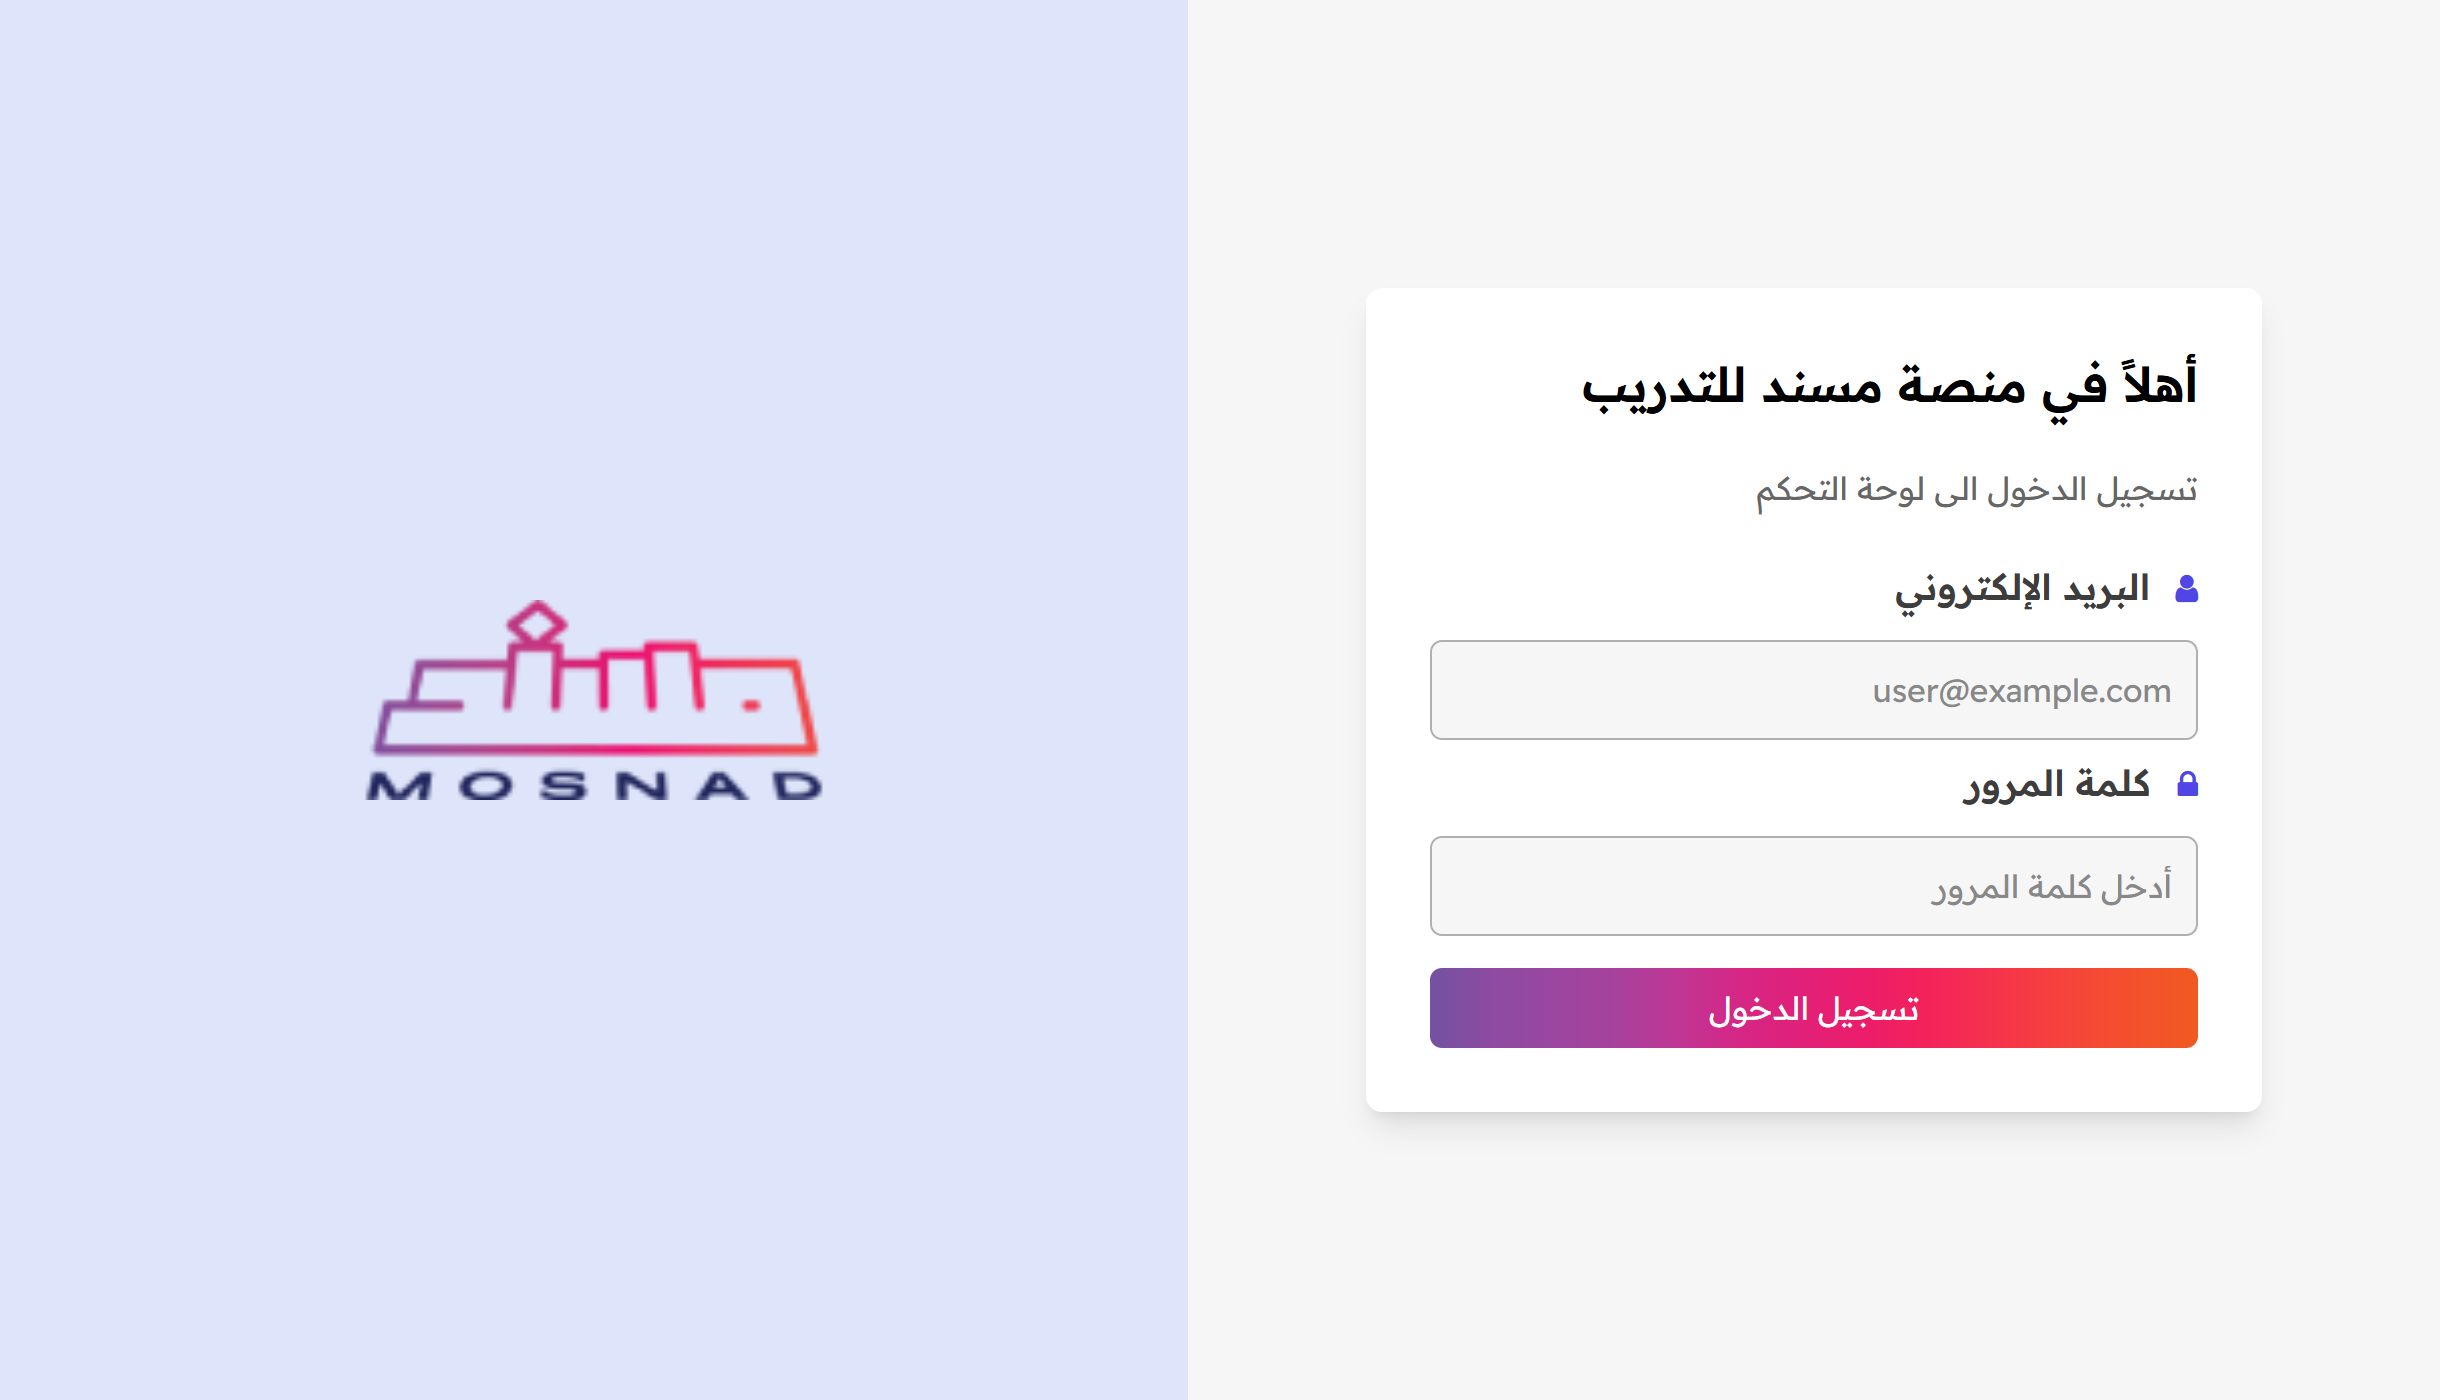 أهلاً في منصة مسند للتدريب
تسجيل الدخول الى لوحة التحكم
البريد الإلكتروني
user@example.com
كلمة المرور
أدخل كلمة المرور
تسجيل الدخول
MOSNAD